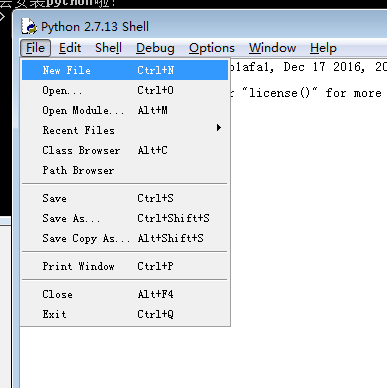 会安装python啦!
Python 2.7.13 Shell
File Edit Shell Debug Options Window Help
New File Ctrl+N
01afa1, Dec 17 2016, 20
Open... Ctrl+O
r "license()" for more
Open Module... Alt+M
Recent Files
Class Browser Alt+C
Path Browser
Save Ctrl+S
Save As... Ctrl+Shift+S
Save Copy As... Alt+Shift+S
Print Window Ctrl+P
Close Alt+F4
Exit Ctrl+Q